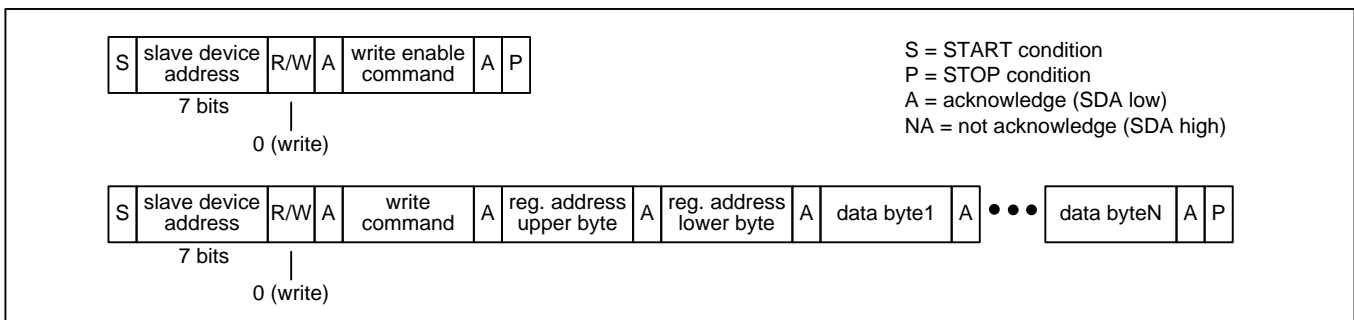 S slave device address R/W A write enable command A P
7 bits
0 (write)
S = START condition
P = STOP condition
A = acknowledge (SDA low)
NA = not acknowledge (SDA high)
S slave device address R/W A write command A reg. address upper byte A reg. address lower byte A data byte1 A ••• data byteN A P
7 bits
0 (write)